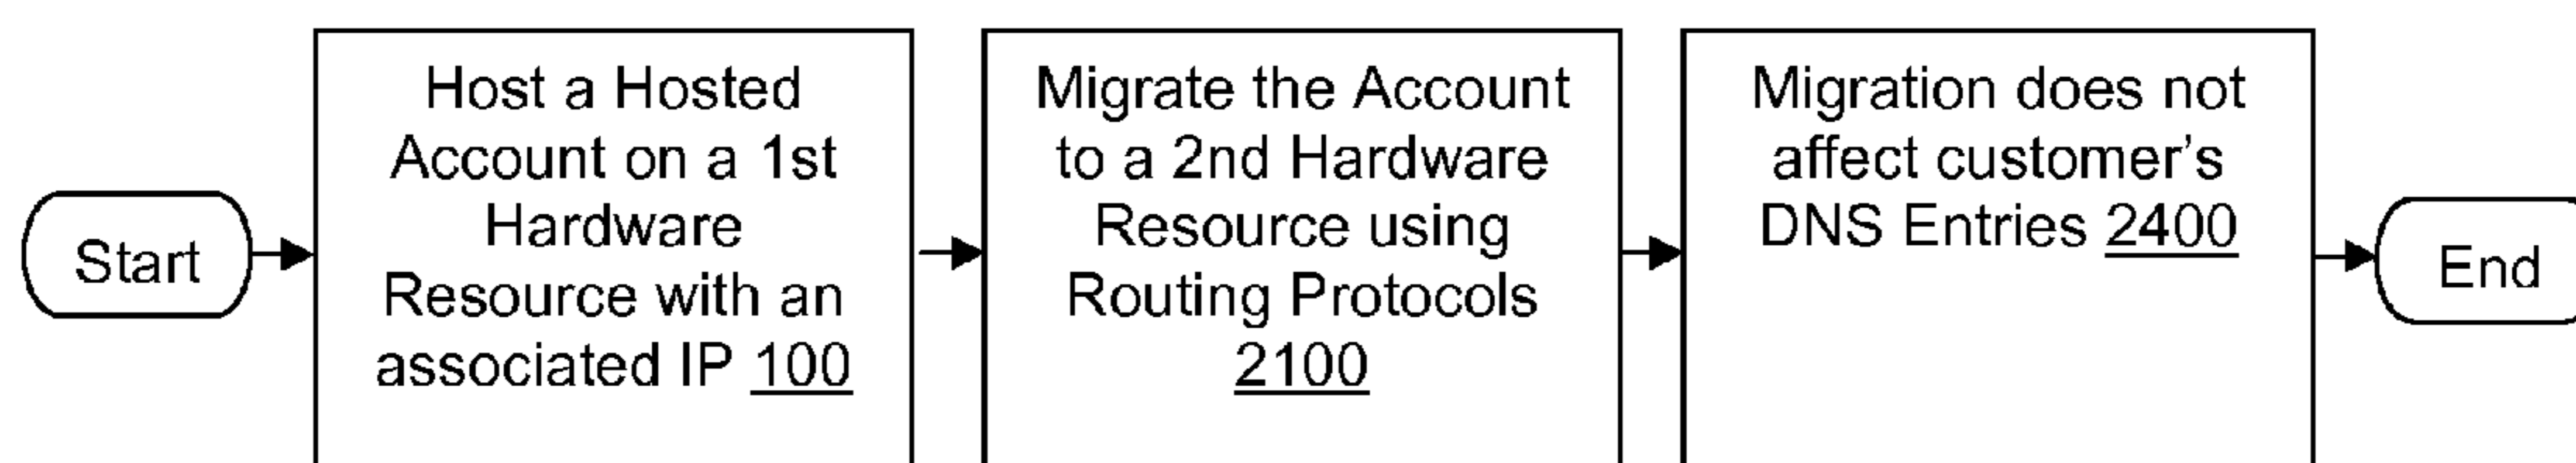 Start
Host a Hosted
Account on a 1st
Hardware
Resource with an
associated IP 100
Migrate the Account
to a 2nd Hardware
Resource using
Routing Protocols
2100
Migration does not
affect customer’s
DNS Entries 2400
End